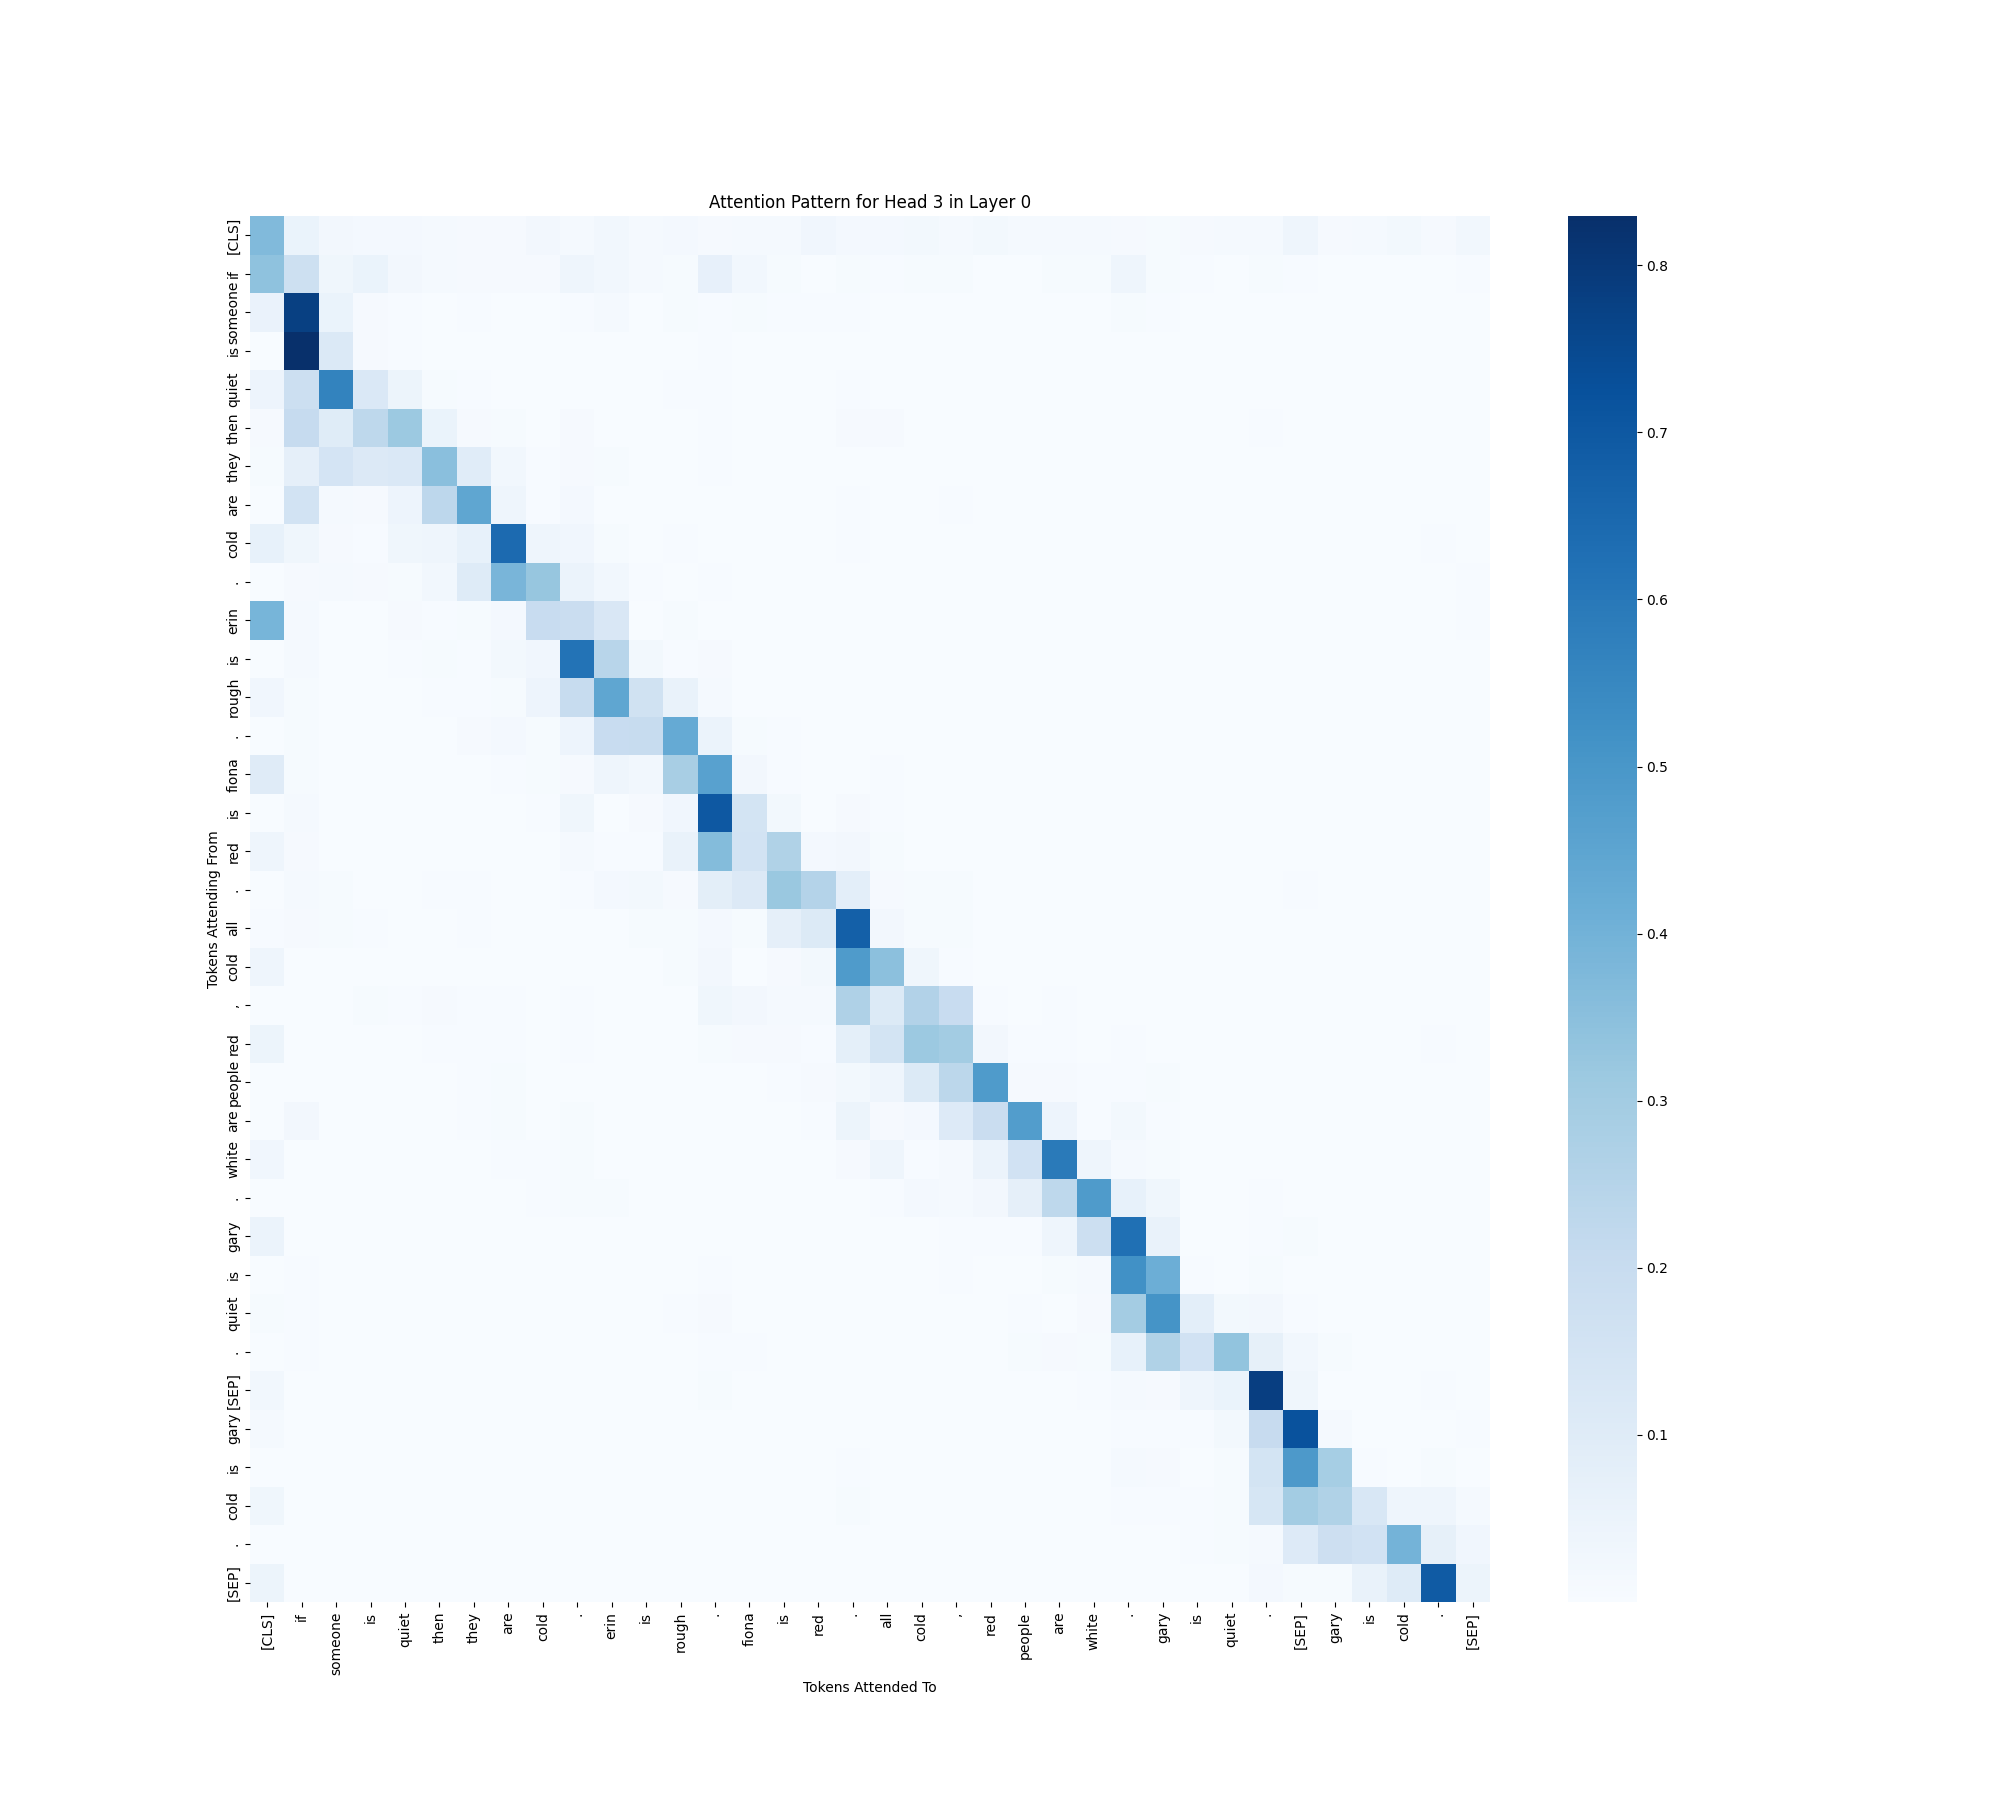 Attention Pattern for Head 3 in Layer 0
Tokens Attending From
[CLS]
if
someone
is
quiet
then
they
are
cold
.
erin
is
rough
.
fiona
is
red
.
all
cold
,
red
people
are
white
.
gary
is
quiet
.
[SEP]
gary
is
cold
.
[SEP]
[CLS]
if
someone
is
quiet
then
they
are
cold
.
erin
is
rough
.
fiona
is
red
.
all
cold
,
red
people
are
white
.
gary
is
quiet
.
[SEP]
gary
is
cold
.
[SEP]
Tokens Attended To
0.8
0.7
0.6
0.5
0.4
0.3
0.2
0.1